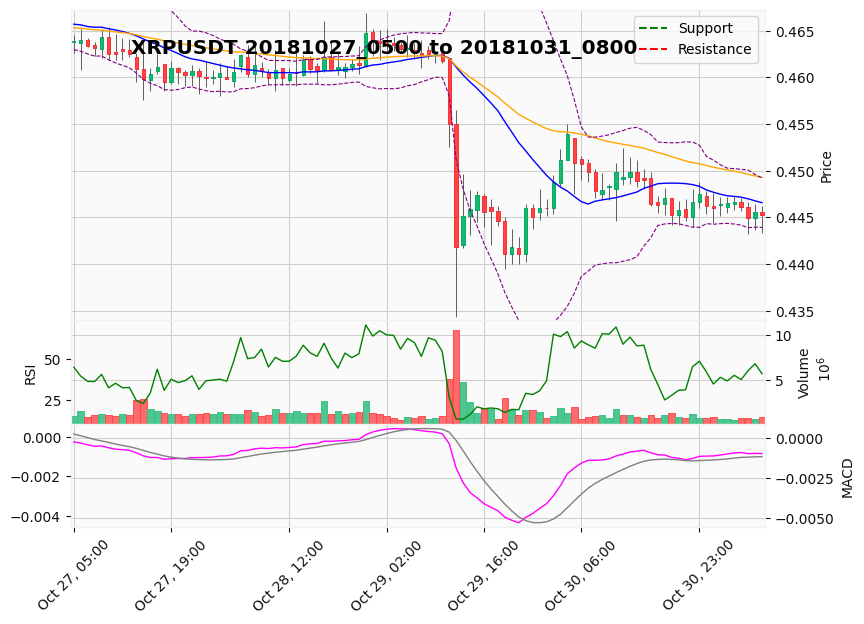 XRPUSDT 20181027_0500 to 20181031_0800
Support
Resistance
0.465
0.460
0.455
0.450
0.445
0.440
0.435
Price
50
25
RSI
10
5
Volume
10⁶
0.000
−0.002
−0.004
0.0000
−0.0025
−0.0050
MACD
Oct 27, 05:00
Oct 27, 19:00
Oct 28, 12:00
Oct 29, 02:00
Oct 29, 16:00
Oct 30, 06:00
Oct 30, 23:00